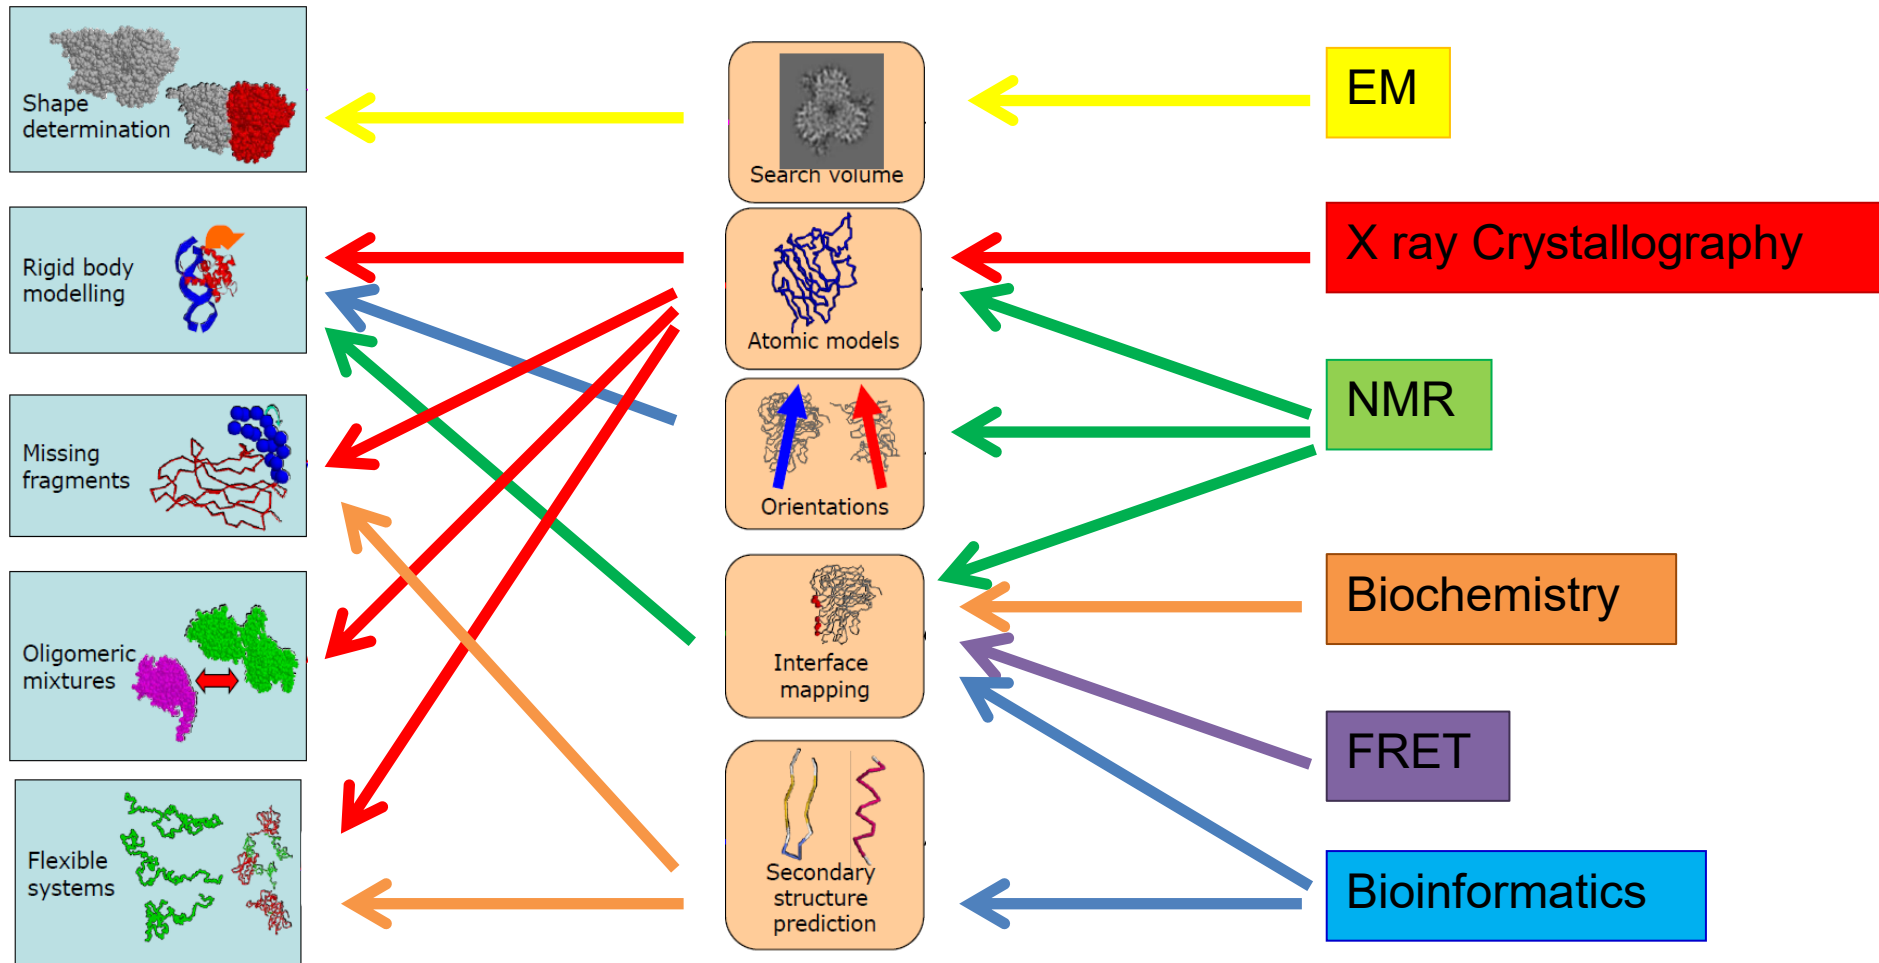 Shape
determination
Rigid body
modelling
Missing
fragments
Oligomeric
mixtures
Flexible
systems
Search volume
Atomic models
Orientations
Interface
mapping
Secondary
structure
prediction
EM
X ray Crystallography
NMR
Biochemistry
FRET
Bioinformatics